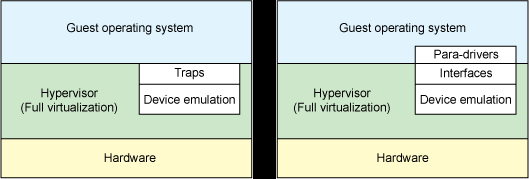 Guest operating system
Traps
Hypervisor
(Full virtualization)
Device emulation
Hardware
Guest operating system
Para-drivers
Interfaces
Hypervisor
(Full virtualization)
Device emulation
Hardware